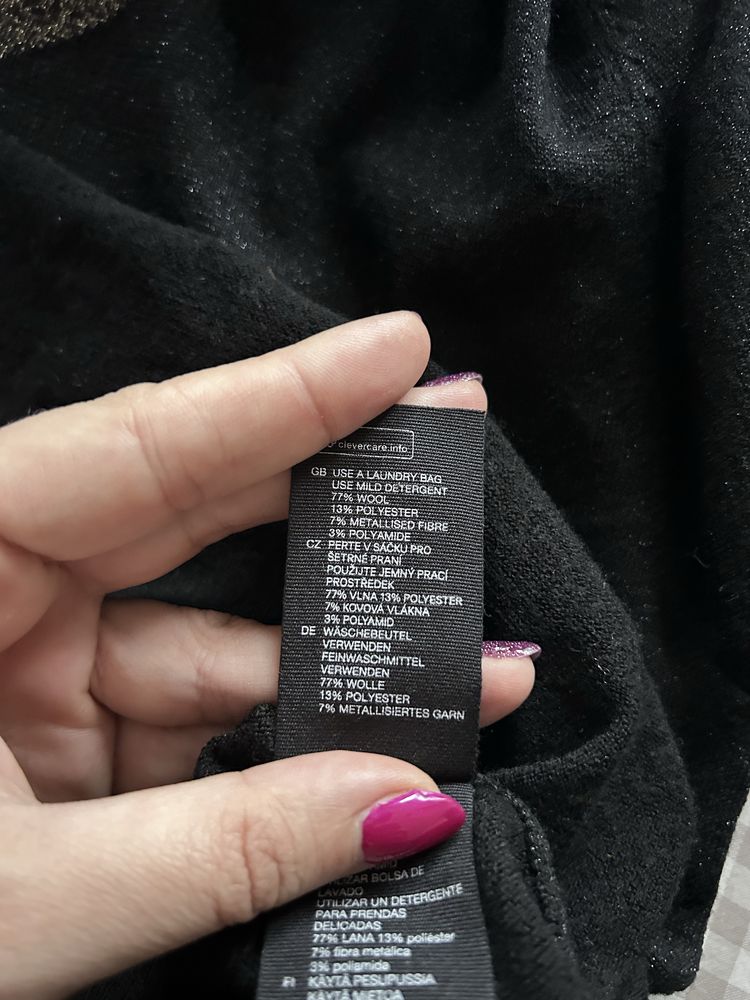 clevercare.info
GB USE A LAUNDRY BAG
USE MILD DETERGENT
77% WOOL
13% POLYESTER
7% METALLISED FIBRE
3% POLYAMIDE
CZ PERTE V SÁČKU PRO
ŠETRNÉ PRANÍ
POUŽIJTE JEMNÝ PRACÍ
PROSTŘEDEK
77% VLNA 13% POLYESTER
7% KOVOVÁ VLÁKNA
3% POLYAMID
DE WÄSCHEBEUTEL
VERWENDEN
FEINWASCHMITTEL
VERWENDEN
77% WOLLE
13% POLYESTER
7% METALLISIERTES GARN
BOLSA DE
LAVADO
UTILIZAR UN DETERGENTE
PARA PRENDAS
DELICADAS
77% LANA 13% poliéster
7% fibra metálica
3% poliamida
FI KÄYTÄ PESUPUSSIA
KÄYTÄ MIETOA